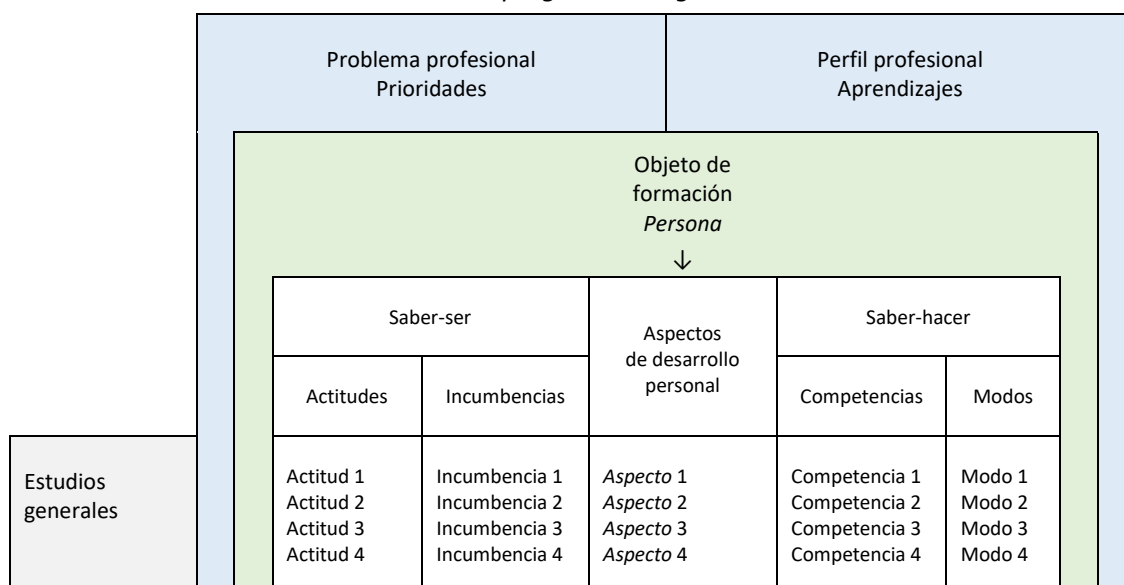 Problema profesional
Prioridades
Perfil profesional
Aprendizajes
Objeto de
formación
Persona
↓
Saber-ser
Aspectos
de desarrollo
personal
Saber-hacer
Actitudes
Incumbencias
Competencias
Modos
Estudios
generales
Actitud 1
Actitud 2
Actitud 3
Actitud 4
Incumbencia 1
Incumbencia 2
Incumbencia 3
Incumbencia 4
Aspecto 1
Aspecto 2
Aspecto 3
Aspecto 4
Competencia 1
Competencia 2
Competencia 3
Competencia 4
Modo 1
Modo 2
Modo 3
Modo 4